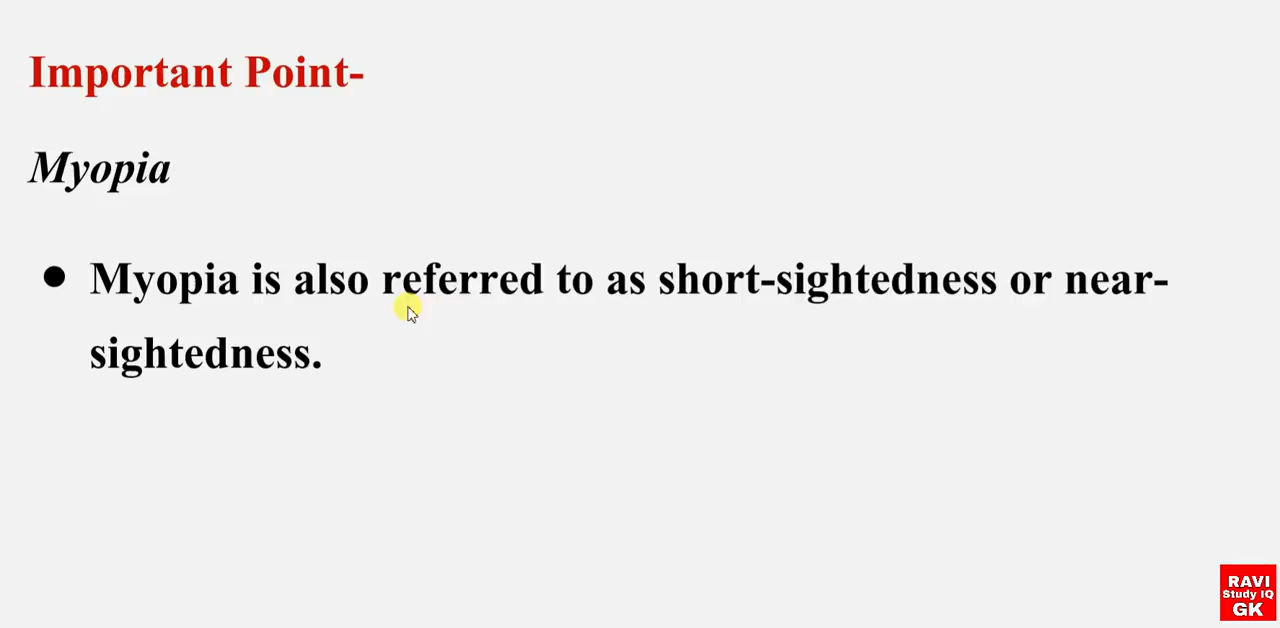 Important Point-
Myopia
● Myopia is also referred to as short-sightedness or near-
sightedness.
RAVI
Study IQ
GK